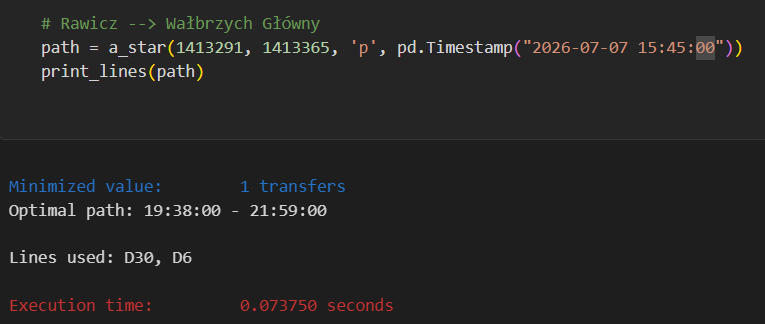 # Rawicz --> Wałbrzych Główny
path = a_star(1413291, 1413365, 'p', pd.Timestamp("2026-07-07 15:45:00"))
print_lines(path)
Minimized value: 1 transfers
Optimal path: 19:38:00 - 21:59:00
Lines used: D30, D6
Execution time: 0.073750 seconds